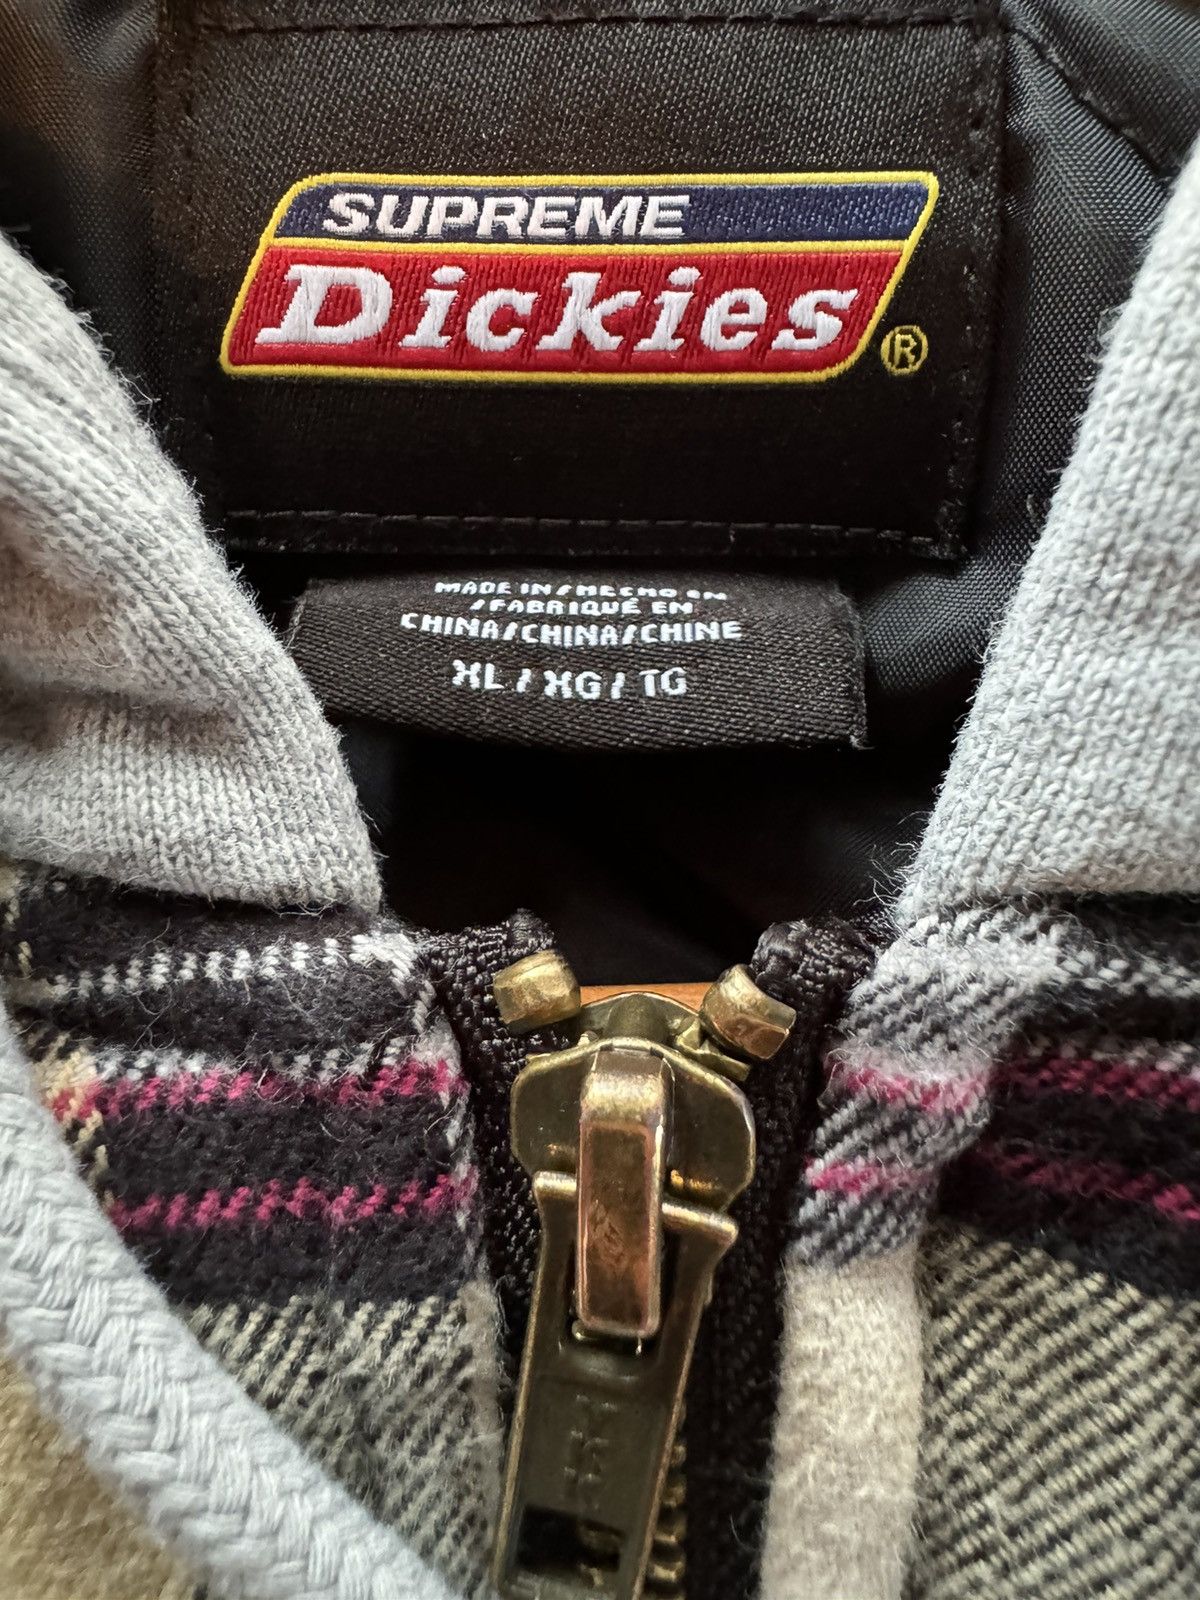 SUPREME
Dickies
®
MADE IN/HECHO EN
/FABRIQUÉ EN
CHINA/CHINA/CHINE
XL / XG / TG